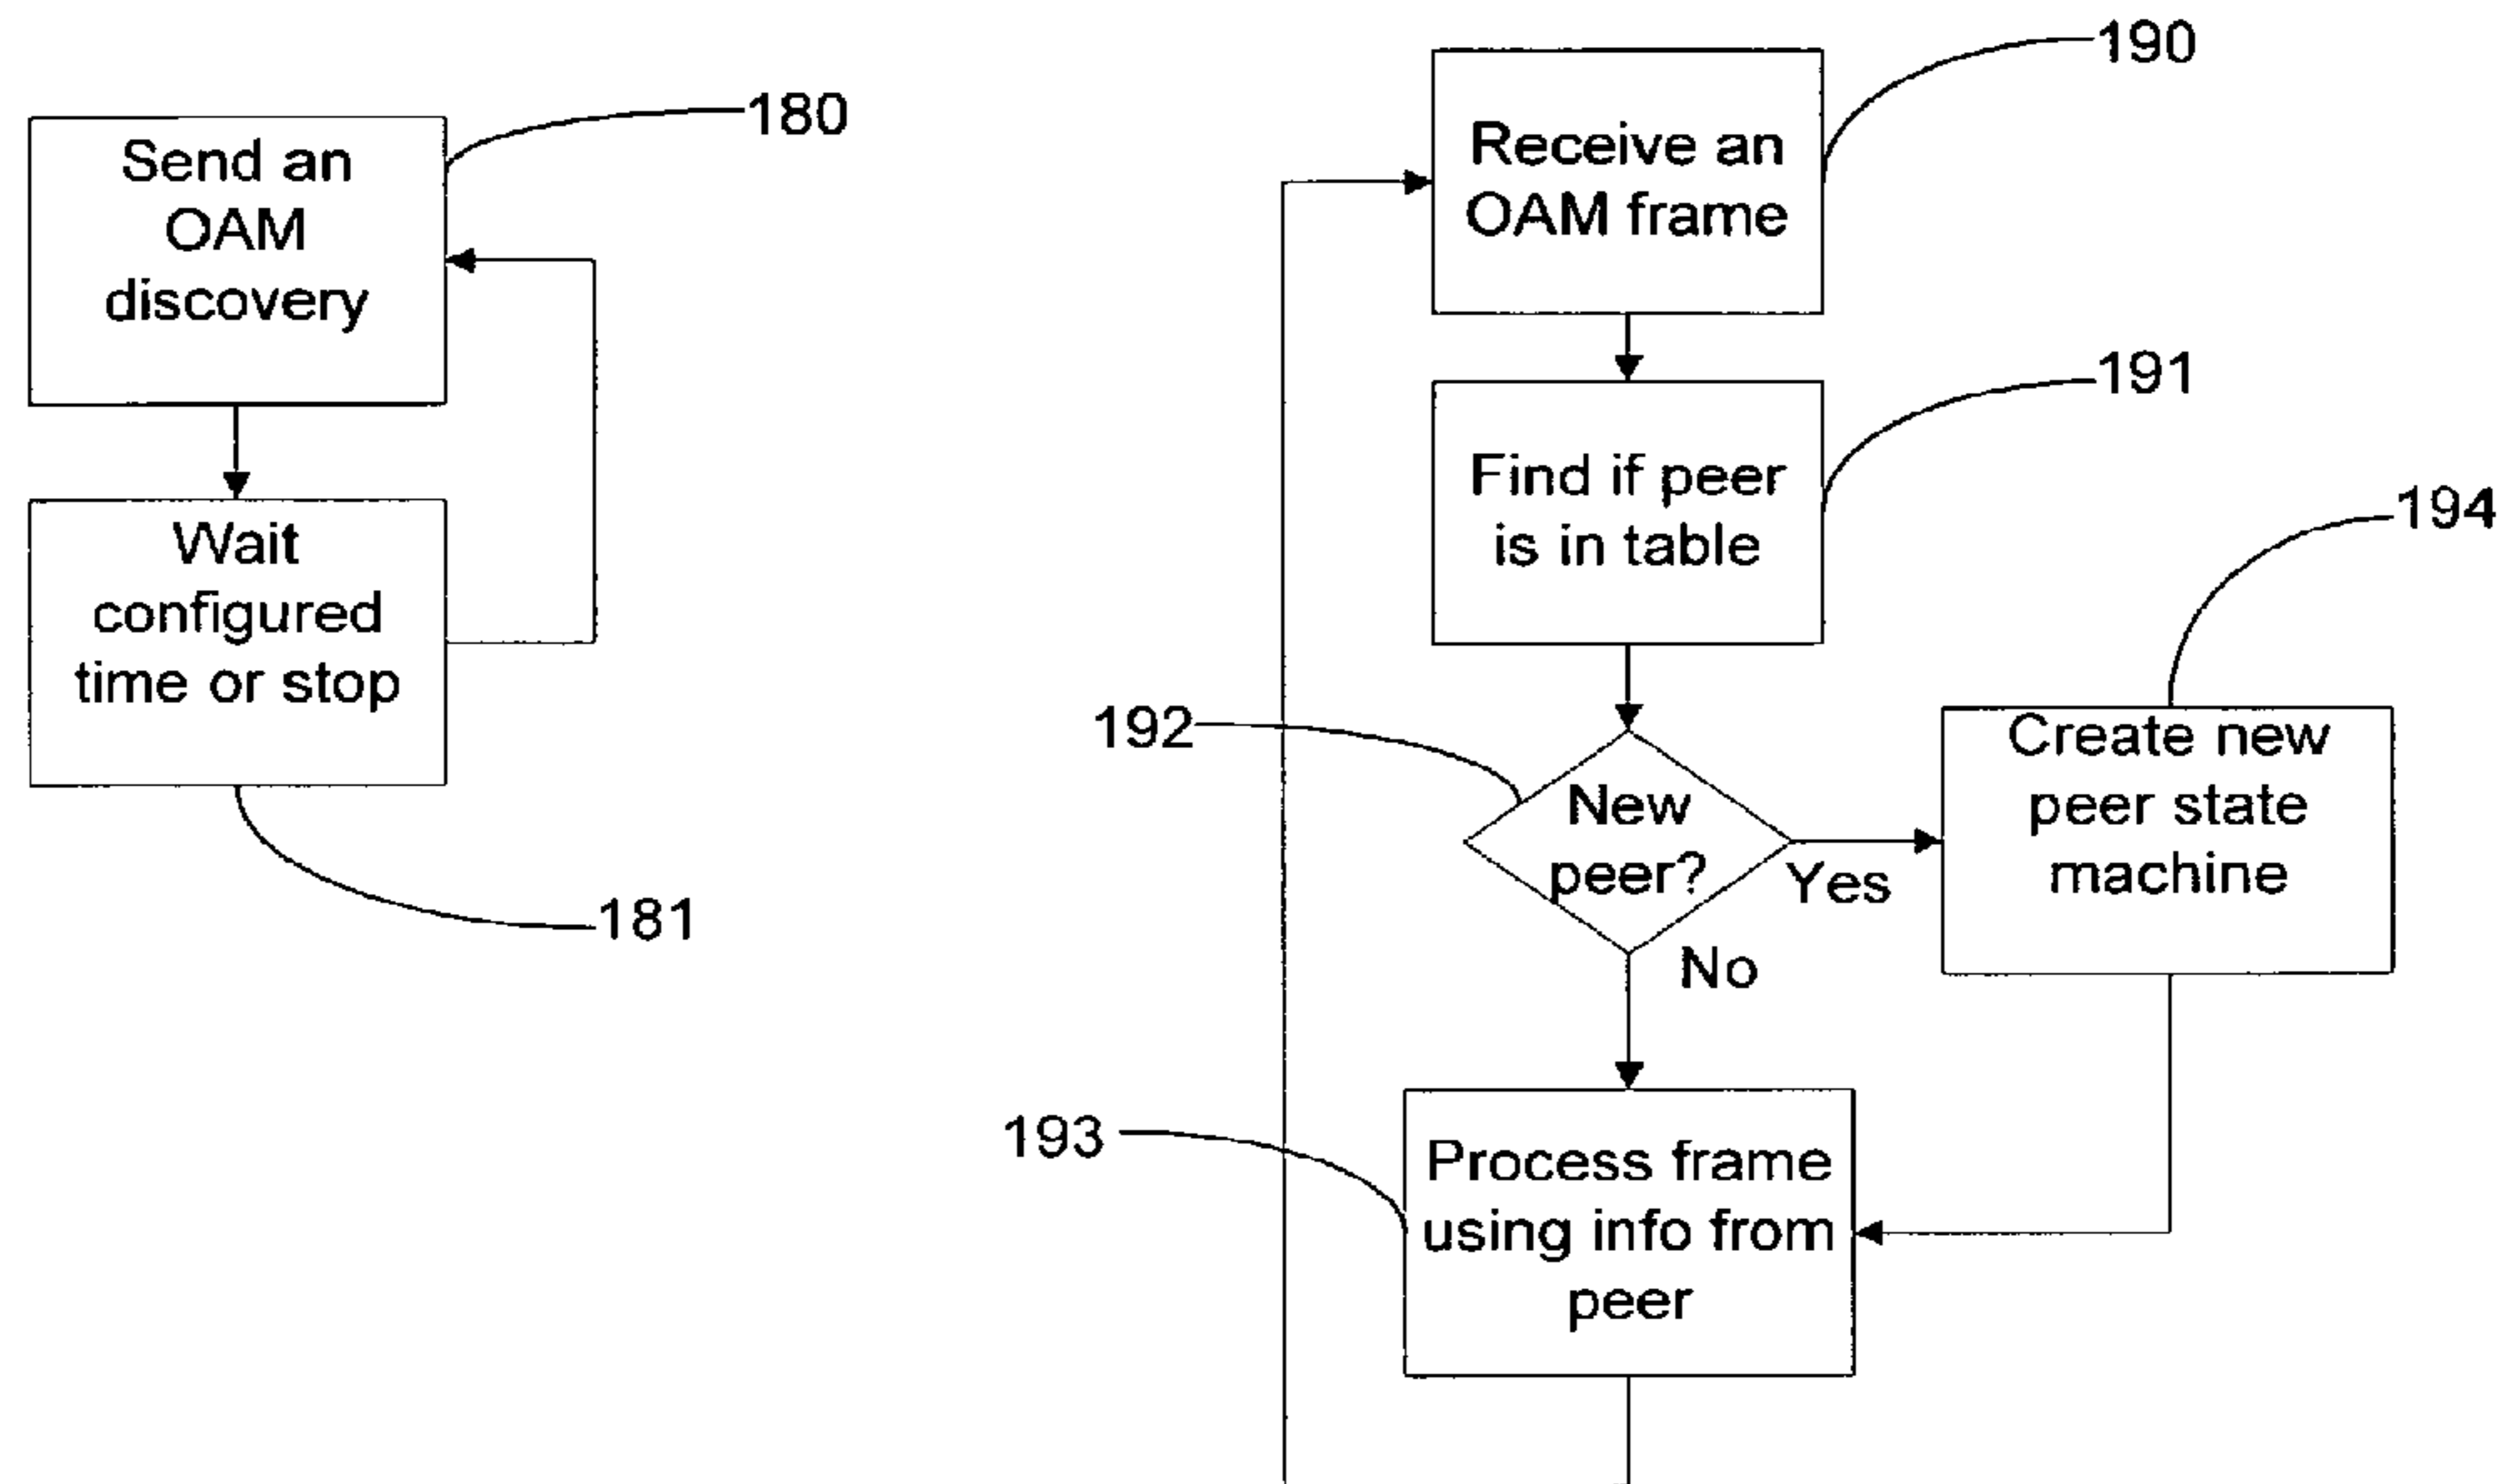 Send an
OAM
discovery
180
Wait
configured
time or stop
181
190
Receive an
OAM frame
191
Find if peer
is in table
192
New
peer?
Yes
No
194
Create new
peer state
machine
193
Process frame
using info from
peer